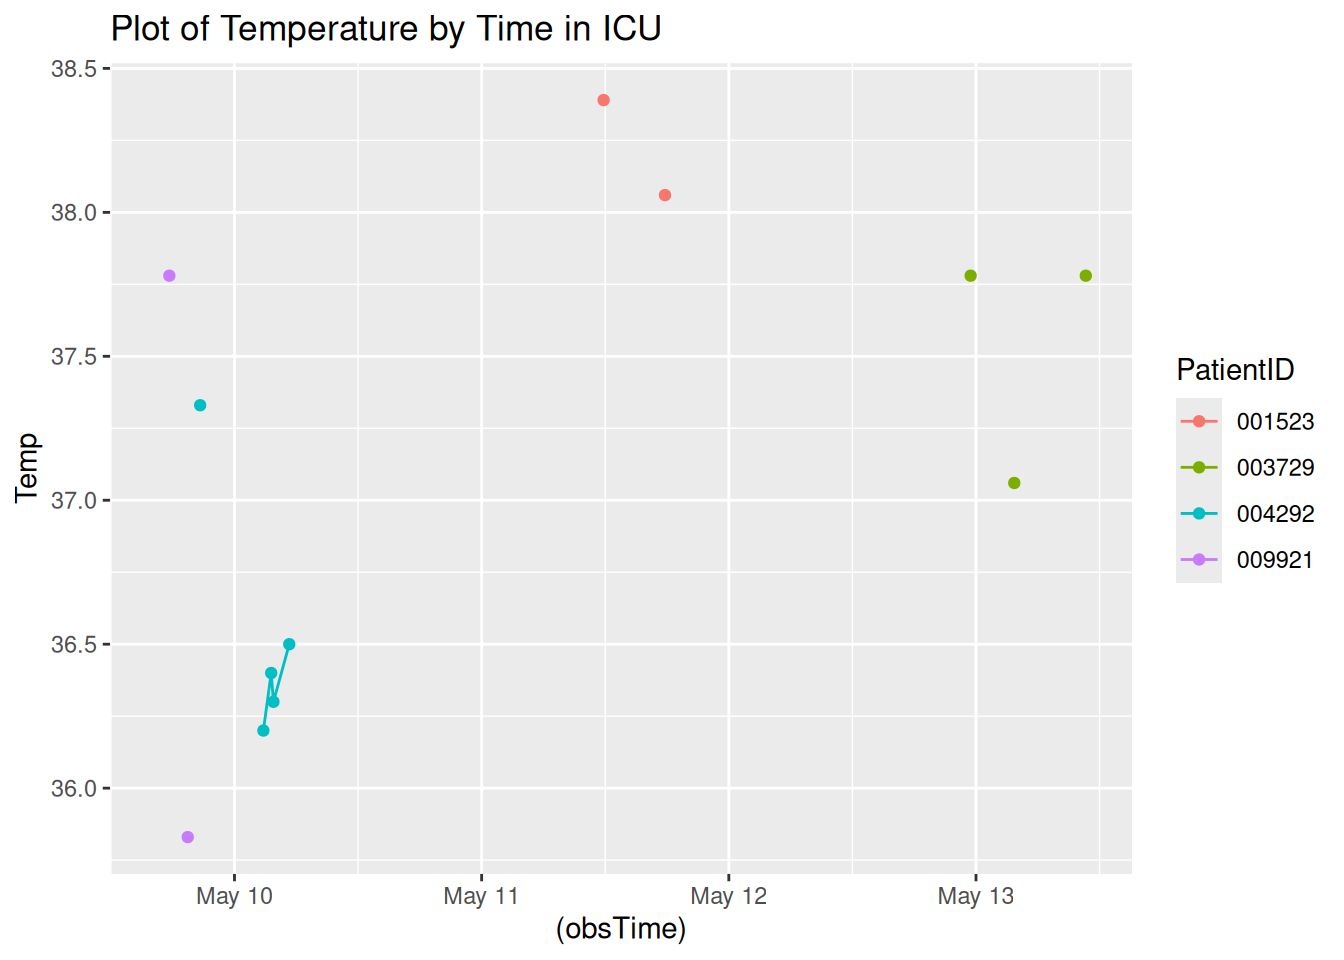 Plot of Temperature by Time in ICU
38.5
38.0
37.5
37.0
36.5
36.0
Temp
May 10
May 11
May 12
May 13
(obsTime)
PatientID
001523
003729
004292
009921